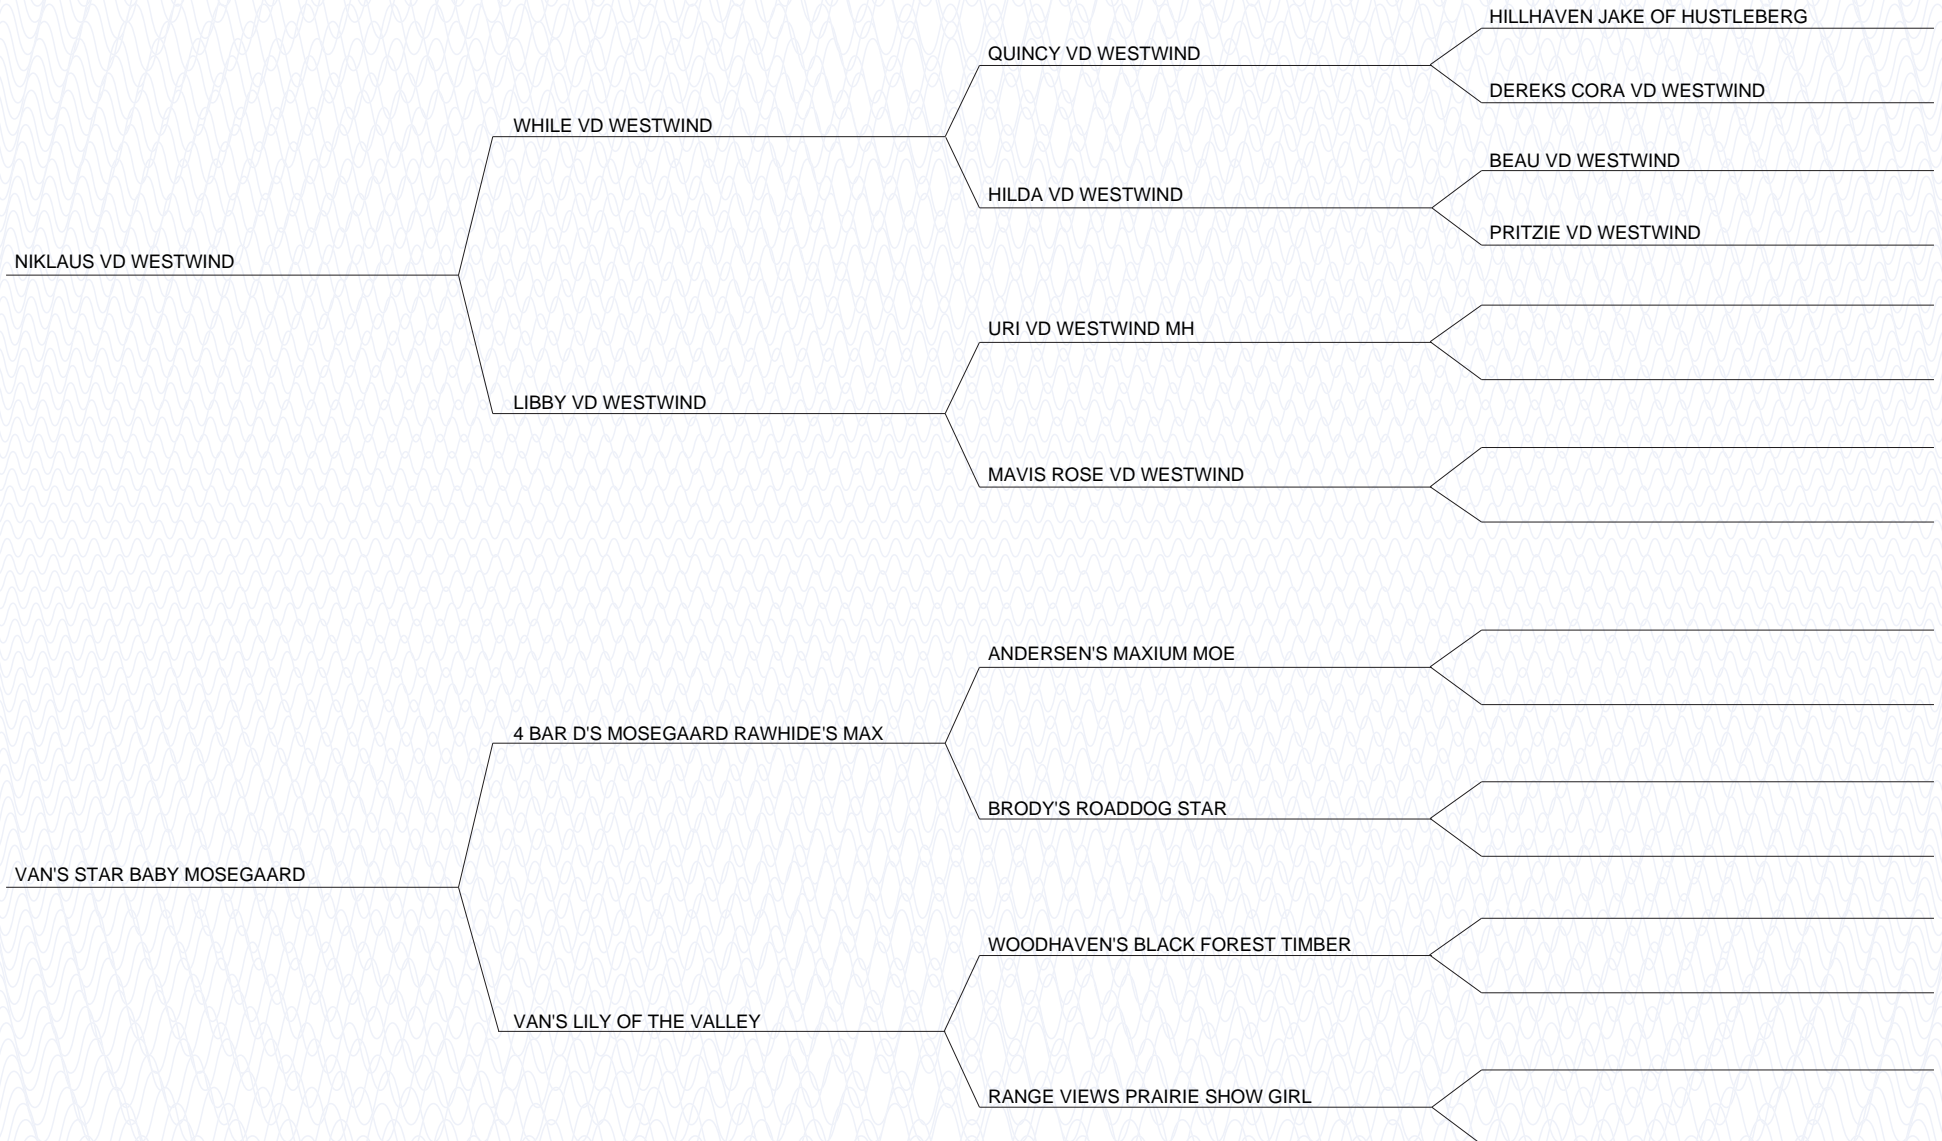 HILLHAVEN JAKE OF HUSTLEBERG
QUINCY VD WESTWIND
DEREKS CORA VD WESTWIND
WHILE VD WESTWIND
BEAU VD WESTWIND
HILDA VD WESTWIND
PRITZIE VD WESTWIND
NIKLAUS VD WESTWIND
URI VD WESTWIND MH
LIBBY VD WESTWIND
MAVIS ROSE VD WESTWIND
ANDERSEN'S MAXIUM MOE
4 BAR D'S MOSEGAARD RAWHIDE'S MAX
BRODY'S ROADDOG STAR
VAN'S STAR BABY MOSEGAARD
WOODHAVEN'S BLACK FOREST TIMBER
VAN'S LILY OF THE VALLEY
RANGE VIEWS PRAIRIE SHOW GIRL